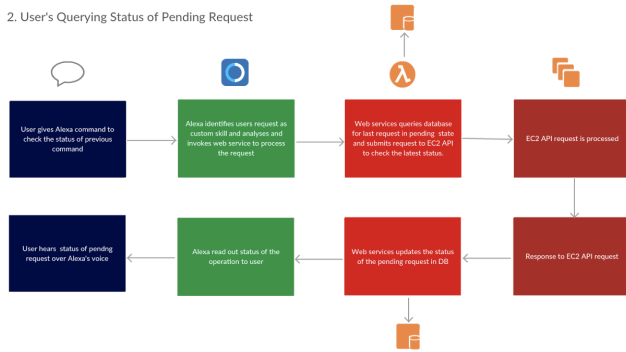 2. User's Querying Status of Pending Request
User gives Alexa command to
check the status of previous
command
Alexa identifies users request as
custom skill and analyses and
invokes web service to process
the request
Web services queries database
for last request in pending state
and submits request to EC2 API
to check the latest status.
EC2 API request is processed
User hears status of pendng
request over Alexa's voice
Alexa read out status of the
operation to user
Web services updates the status
of the pending request in DB
Response to EC2 API request